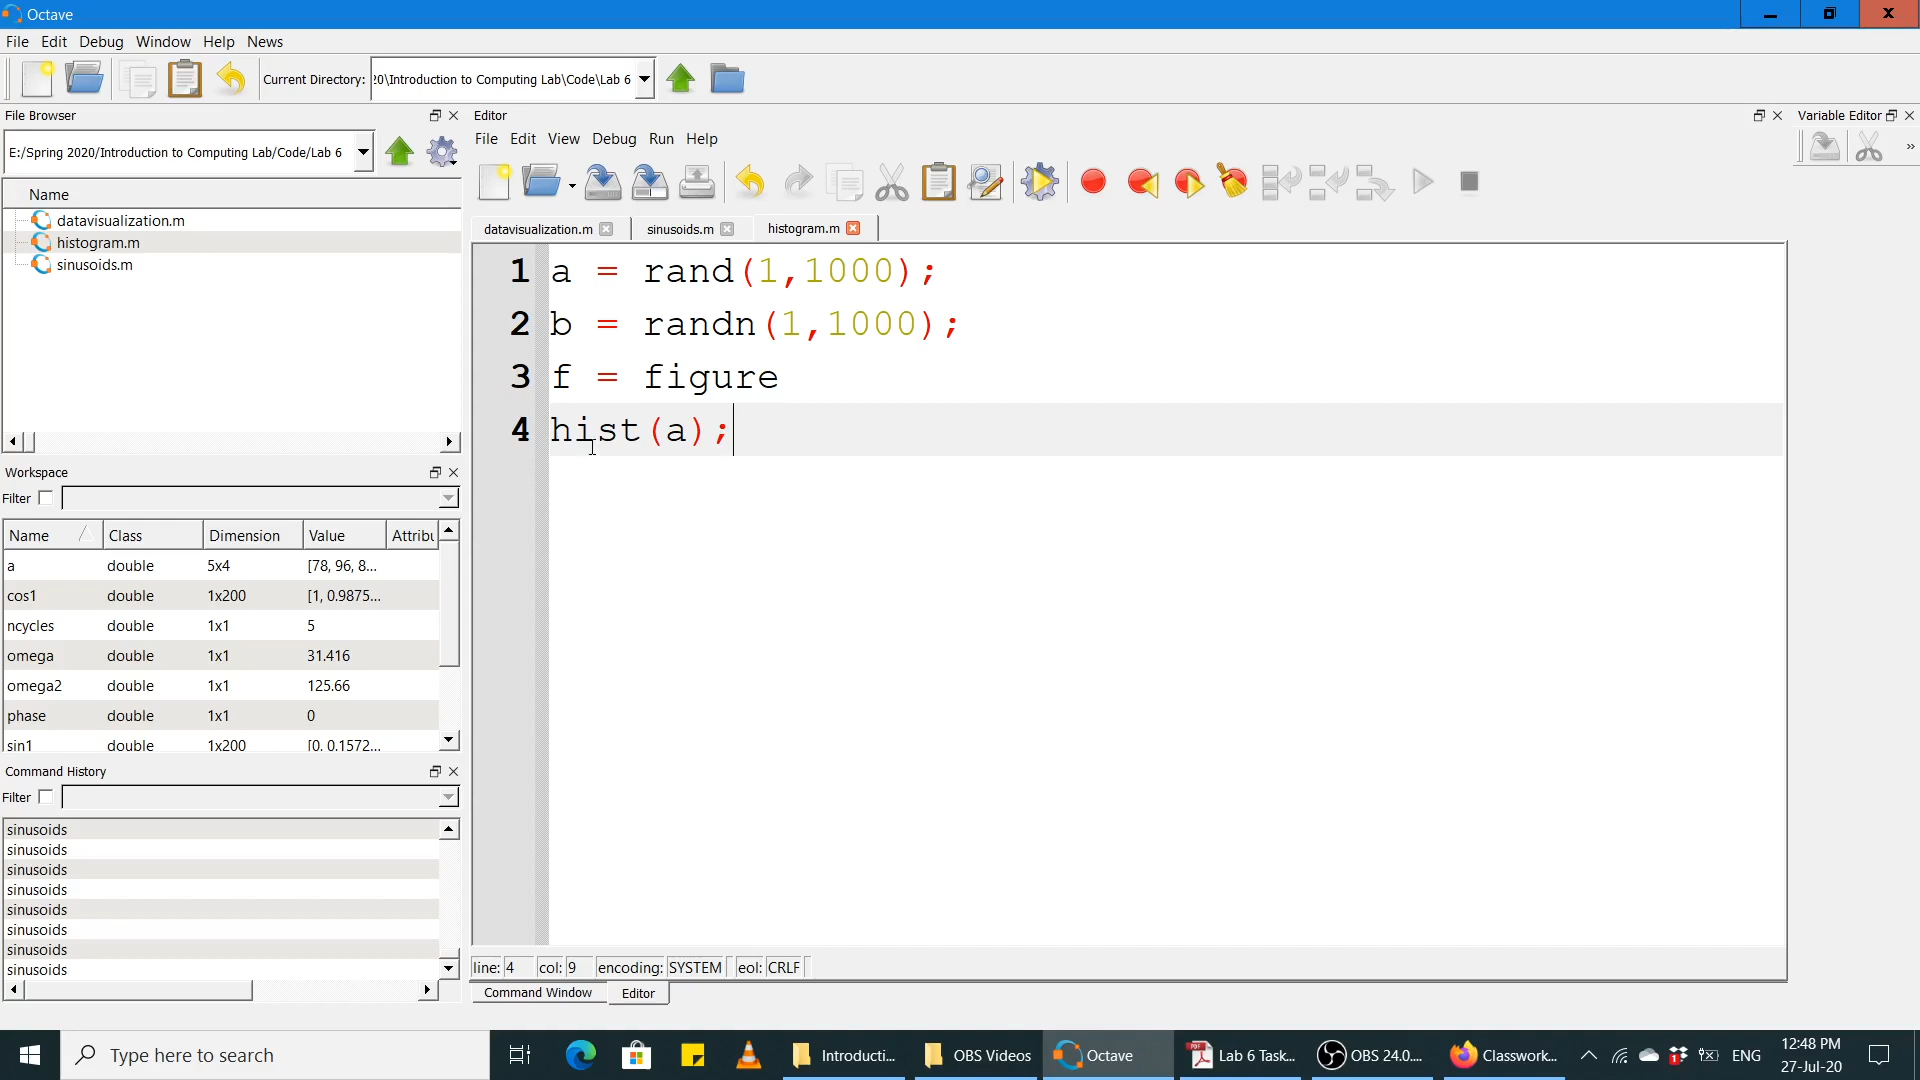 Octave
File Edit Debug Window Help News
Current Directory: 20\Introduction to Computing Lab\Code\Lab 6
File Browser
E:/Spring 2020/Introduction to Computing Lab/Code/Lab 6
Name
datavisualization.m
histogram.m
sinusoids.m
Workspace
Filter
Name Class Dimension Value Attribu
a double 5x4 [78, 96, 8...
cos1 double 1x200 [1, 0.9875...
ncycles double 1x1 5
omega double 1x1 31.416
omega2 double 1x1 125.66
phase double 1x1 0
sin1 double 1x200 [0, 0.1572...
Command History
Filter
sinusoids
sinusoids
sinusoids
sinusoids
sinusoids
sinusoids
sinusoids
sinusoids
Editor
File Edit View Debug Run Help
datavisualization.m sinusoids.m histogram.m
1 a = rand(1,1000);
2 b = randn(1,1000);
3 f = figure
4 hist(a);
line: 4 col: 9 encoding: SYSTEM eol: CRLF
Command Window Editor
Variable Editor
»
Type here to search
Introducti... OBS Videos Octave Lab 6 Task... OBS 24.0.... Classwork... ENG
12:48 PM
27-Jul-20